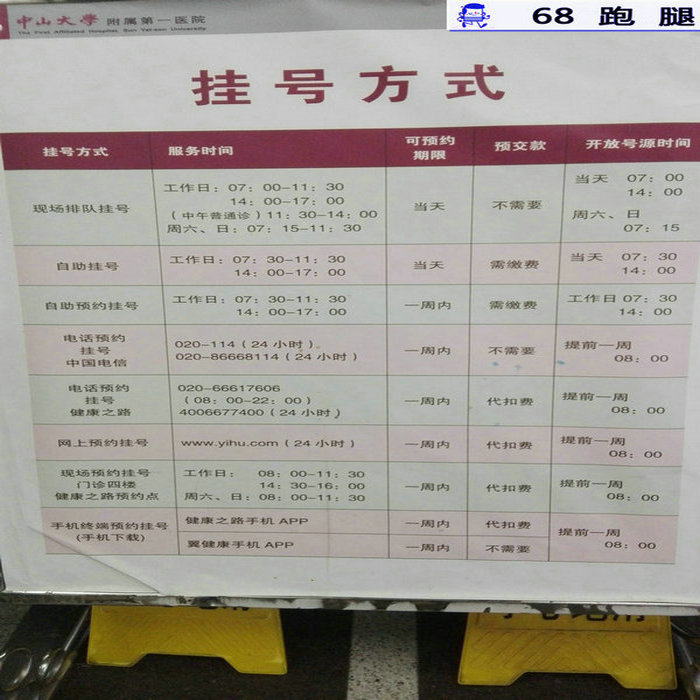 68 跑 腿
中山大学 附属第一医院
The First Affiliated Hospital, Sun Yat-sen University
挂号方式
挂号方式 服务时间 可预约期限 预交款 开放号源时间
现场排队挂号
工作日：07：00-11：30
14：00-17：00
（中午普通诊）11：30-14：00
周六、日：07：15-11：30
当天
不需要
当天 07：00
14：00
周六、日
07：15
自助挂号
工作日：07：30-11：30
14：00-17：00
当天
需缴费
当天 07：30
14：00
自助预约挂号
工作日：07：30-11：30
14：00-17：00
一周内
需缴费
工作日 07：30
14：00
电话预约
挂号
中国电信
020-114（24小时）。
020-86668114（24小时）
一周内
不需要
提前一周
08：00
电话预约
挂号
健康之路
020-66617606
（08：00-22：00）
4006677400（24小时）
一周内
代扣费
提前一周
08：00
网上预约挂号
www.yihu.com（24小时）
一周内
代扣费
提前一周
08：00
现场预约挂号
门诊四楼
健康之路预约点
工作日： 08：00-11：30
14：30-16：00
周六、日：08：00-11：30
一周内
代扣费
提前一周
08：00
手机终端预约挂号
(手机下载)
健康之路手机APP
一周内
代扣费
翼健康手机APP
一周内
不需要
提前一周
08：00